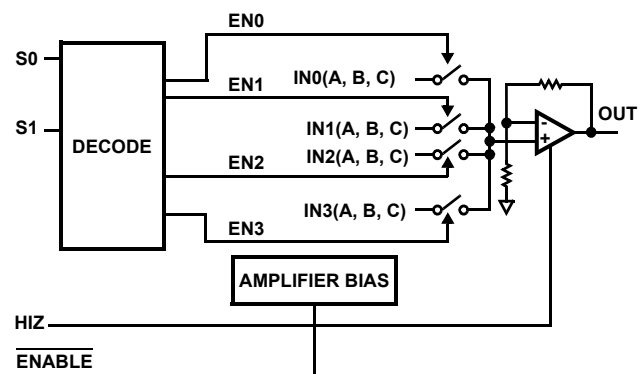 EN0
S0
IN0(A, B, C)
EN1
OUT
S1
IN1(A, B, C)
DECODE
IN2(A, B, C)
EN2
IN3(A, B, C)
EN3
AMPLIFIER BIAS
HIZ
ENABLE
-
+